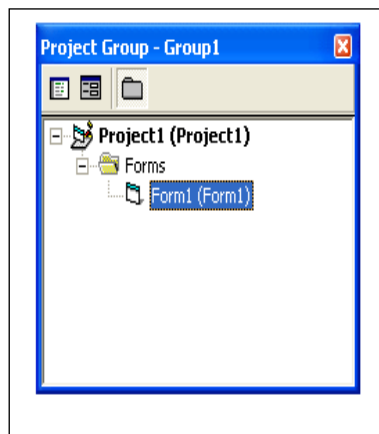 Project Group - Group1
Project1 (Project1)
Forms
Form1 (Form1)